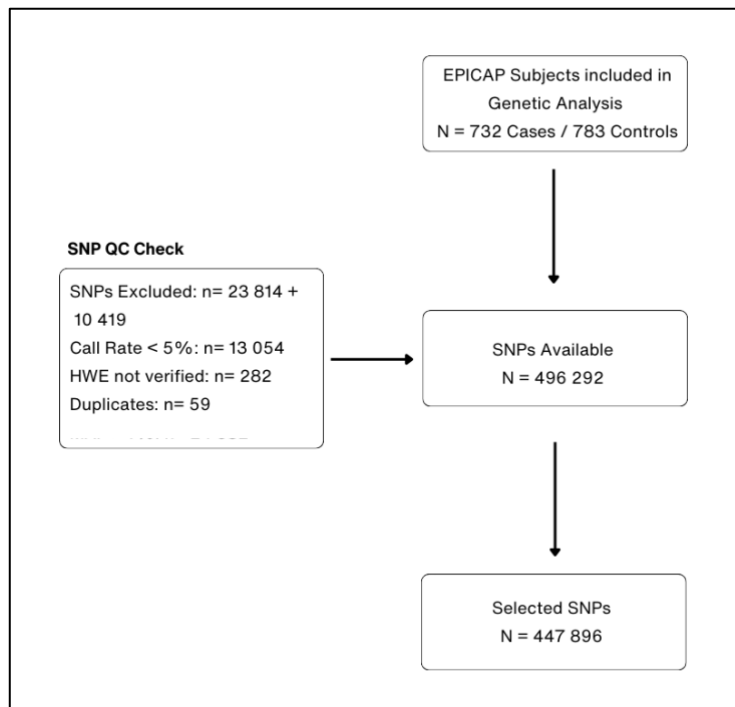 EPICAP Subjects included in
Genetic Analysis
N = 732 Cases / 783 Controls
SNP QC Check
SNPs Excluded: n= 23 814 +
10 419
Call Rate < 5%: n= 13 054
HWE not verified: n= 282
Duplicates: n= 59
SNPs Available
N = 496 292
Selected SNPs
N = 447 896